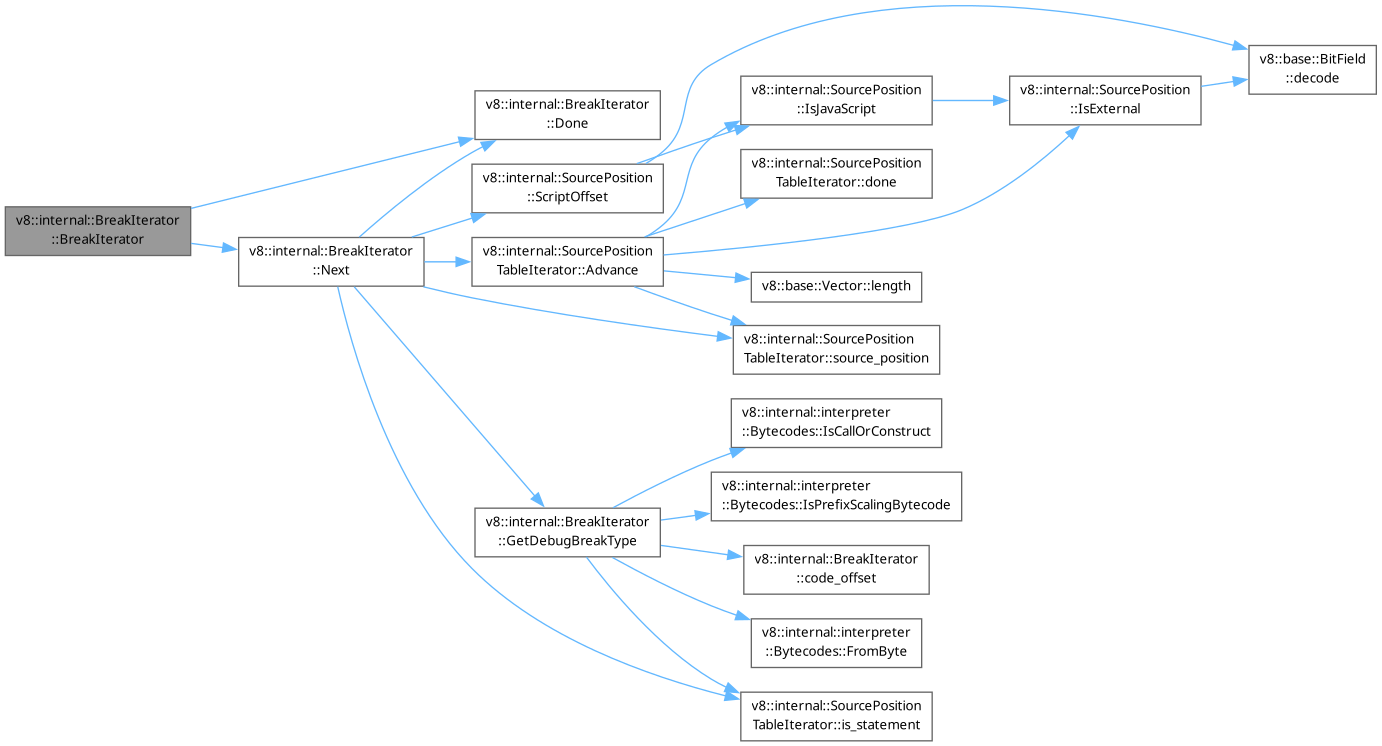 v8::internal::BreakIterator
::BreakIterator
v8::internal::BreakIterator
::Done
v8::internal::BreakIterator
::Next
v8::internal::SourcePosition
::ScriptOffset
v8::internal::SourcePosition
TableIterator::Advance
v8::internal::BreakIterator
::GetDebugBreakType
v8::internal::SourcePosition
::IsJavaScript
v8::internal::SourcePosition
TableIterator::done
v8::base::Vector::length
v8::internal::SourcePosition
TableIterator::source_position
v8::internal::interpreter
::Bytecodes::IsCallOrConstruct
v8::internal::interpreter
::Bytecodes::IsPrefixScalingBytecode
v8::internal::BreakIterator
::code_offset
v8::internal::interpreter
::Bytecodes::FromByte
v8::internal::SourcePosition
TableIterator::is_statement
v8::internal::SourcePosition
::IsExternal
v8::base::BitField
::decode